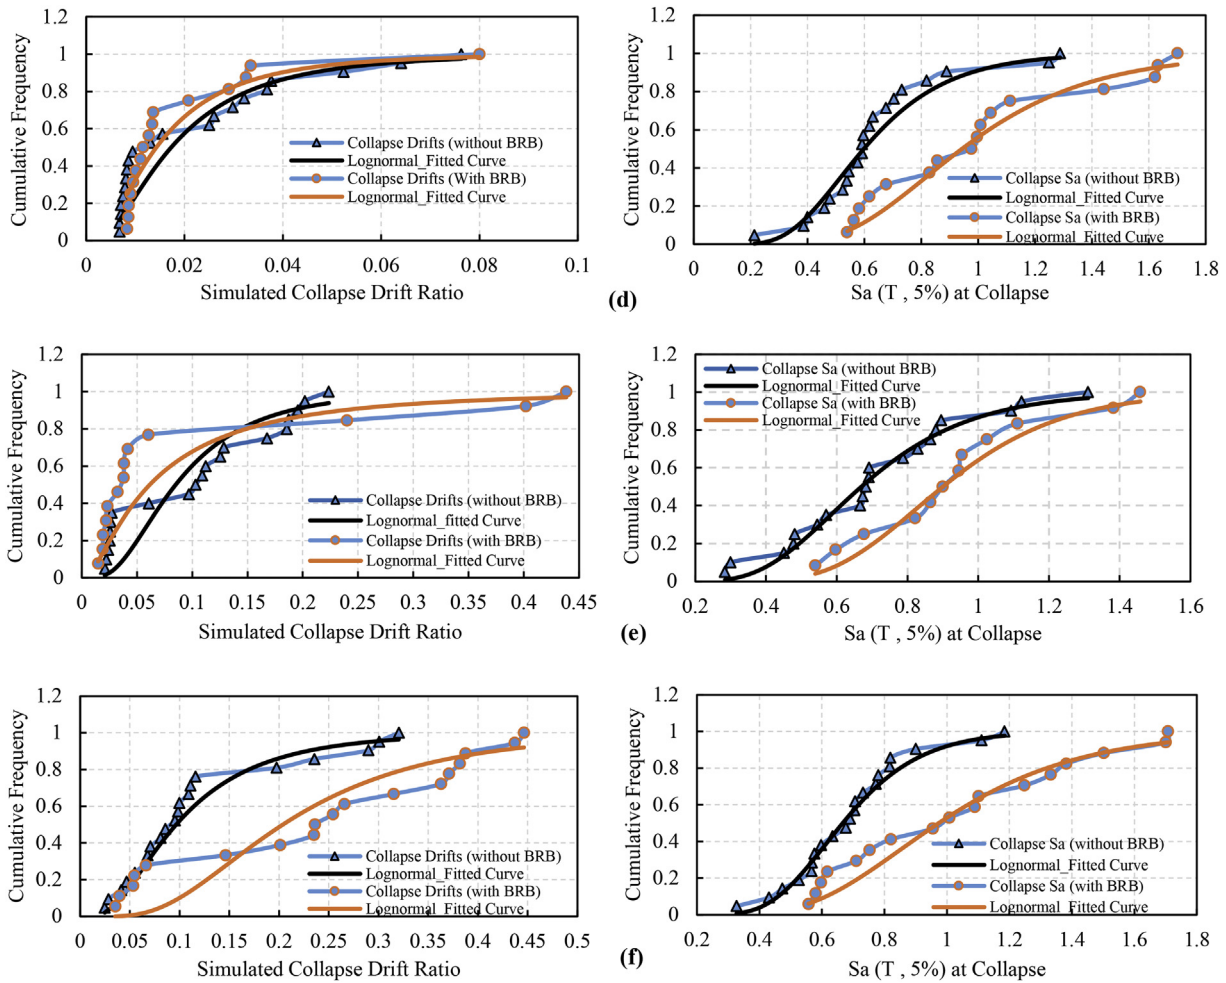 1.2
1
0.8
0.6
0.4
0.2
0
Cumulative Frequency
Collapse Drifts (without BRB)
Lognormal_Fitted Curve
Collapse Drifts (With BRB)
Lognormal_Fitted Curve
0 0.02 0.04 0.06 0.08 0.1
Simulated Collapse Drift Ratio
1.2
1
0.8
0.6
0.4
0.2
0
Cumulative Frequency
Collapse Sa (without BRB)
Lognormal_Fitted Curve
Collapse Sa (with BRB)
Lognormal_Fitted Curve
0 0.2 0.4 0.6 0.8 1 1.2 1.4 1.6 1.8
Sa (T , 5%) at Collapse
(d)
1.2
1
0.8
0.6
0.4
0.2
0
Cumulative Frequency
Collapse Drifts (without BRB)
Lognormal_fitted Curve
Collapse Drifts (with BRB)
Lognormal_Fitted Curve
0 0.05 0.1 0.15 0.2 0.25 0.3 0.35 0.4 0.45
Simulated Collapse Drift Ratio
1.2
1
0.8
0.6
0.4
0.2
0
Cumulative Frequency
Collapse Sa (without BRB)
Lognormal_Fitted Curve
Collapse Sa (with BRB)
Lognormal_Fitted Curve
0.2 0.4 0.6 0.8 1 1.2 1.4 1.6
Sa (T , 5%) at Collapse
(e)
1.2
1
0.8
0.6
0.4
0.2
0
Cumulative Frequency
Collapse Drifts (without BRB)
Lognormal_Fitted Curve
Collapse Drifts (with BRB)
Lognormal_Fitted Curve
0 0.05 0.1 0.15 0.2 0.25 0.3 0.35 0.4 0.45 0.5
Simulated Collapse Drift Ratio
1.2
1
0.8
0.6
0.4
0.2
0
Cumulative Frequency
Collapse Sa (without BRB)
Lognormal_Fitted Curve
Collapse Sa (with BRB)
Lognormal_Fitted Curve
0.2 0.4 0.6 0.8 1 1.2 1.4 1.6 1.8
Sa (T , 5%) at Collapse
(f)